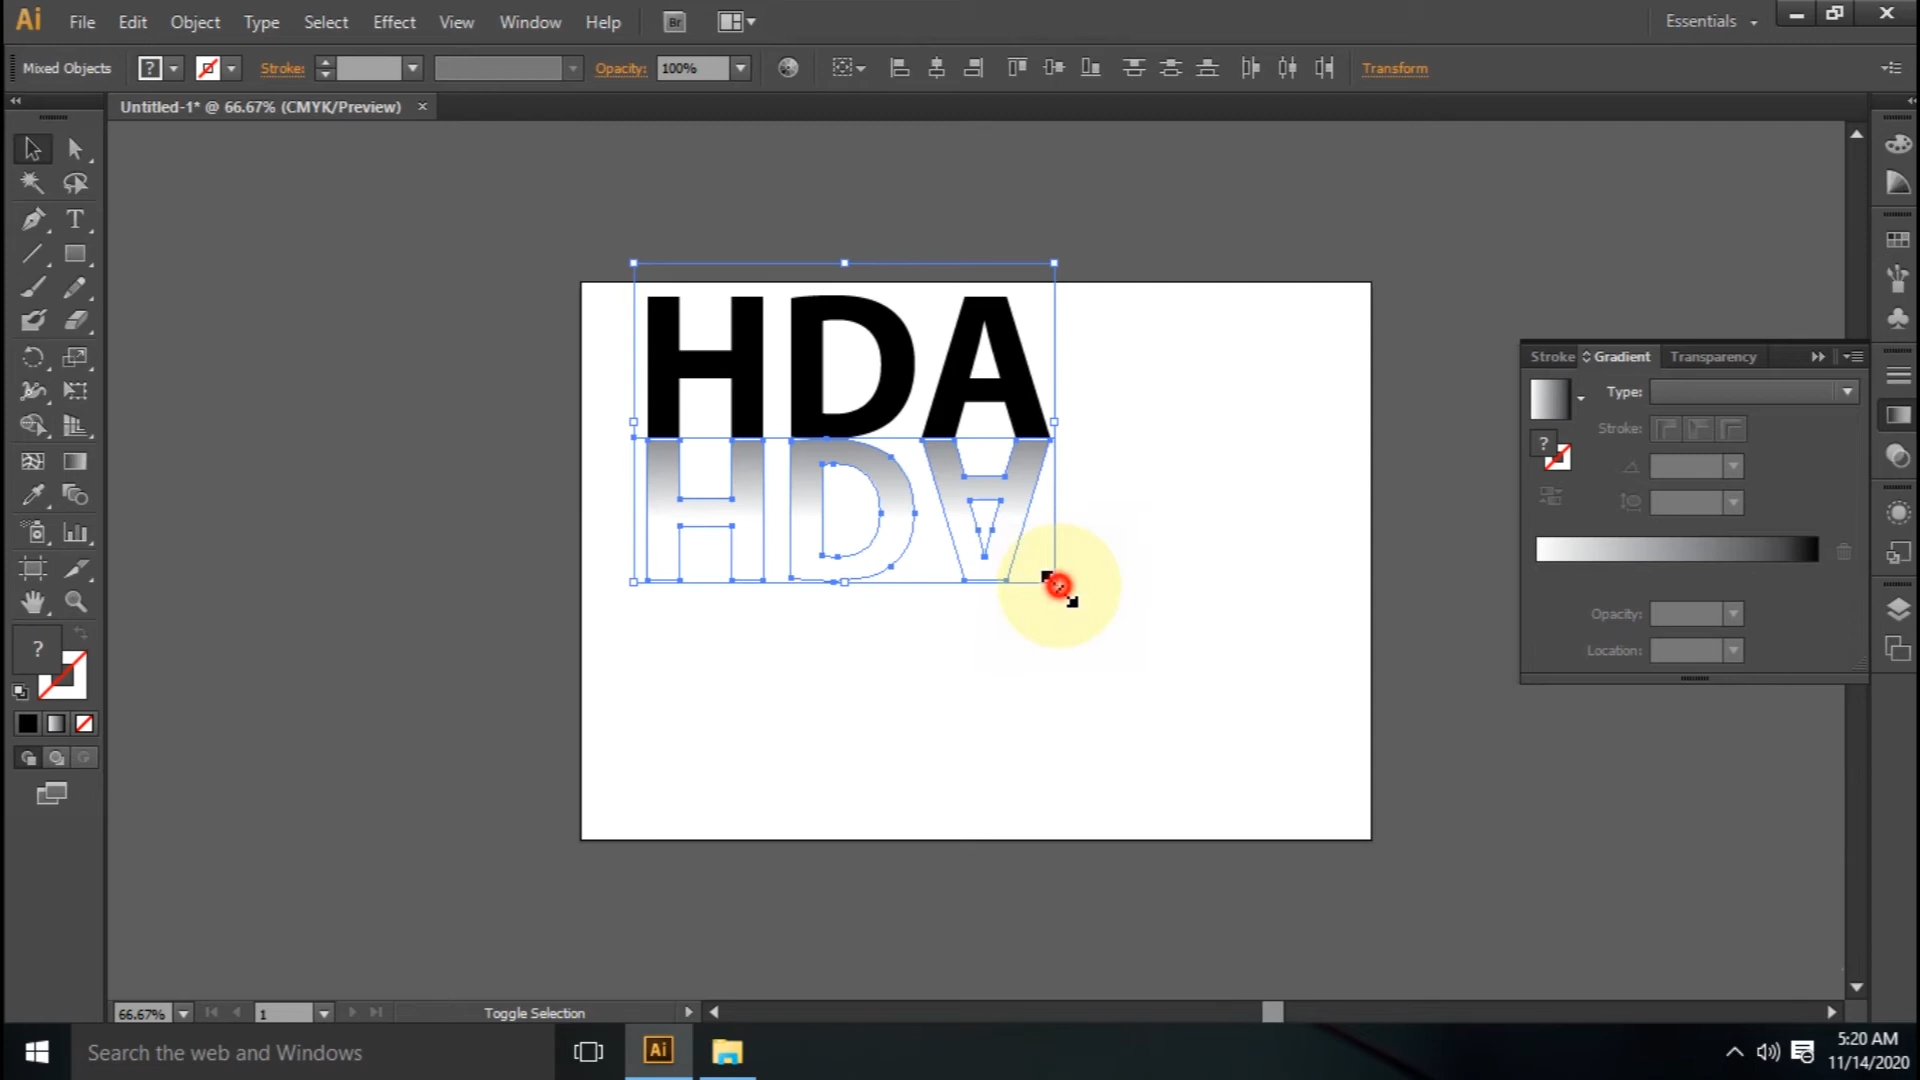 Ai File Edit Object Type Select Effect View Window Help Br Essentials
Mixed Objects ? Stroke: Opacity: 100% Transform
Untitled-1* @ 66.67% (CMYK/Preview)
HDA
HDA
Stroke Gradient Transparency
Type:
Stroke:
?
Opacity:
Location:
?
66.67% 1 Toggle Selection
Search the web and Windows Ai 5:20 AM
11/14/2020